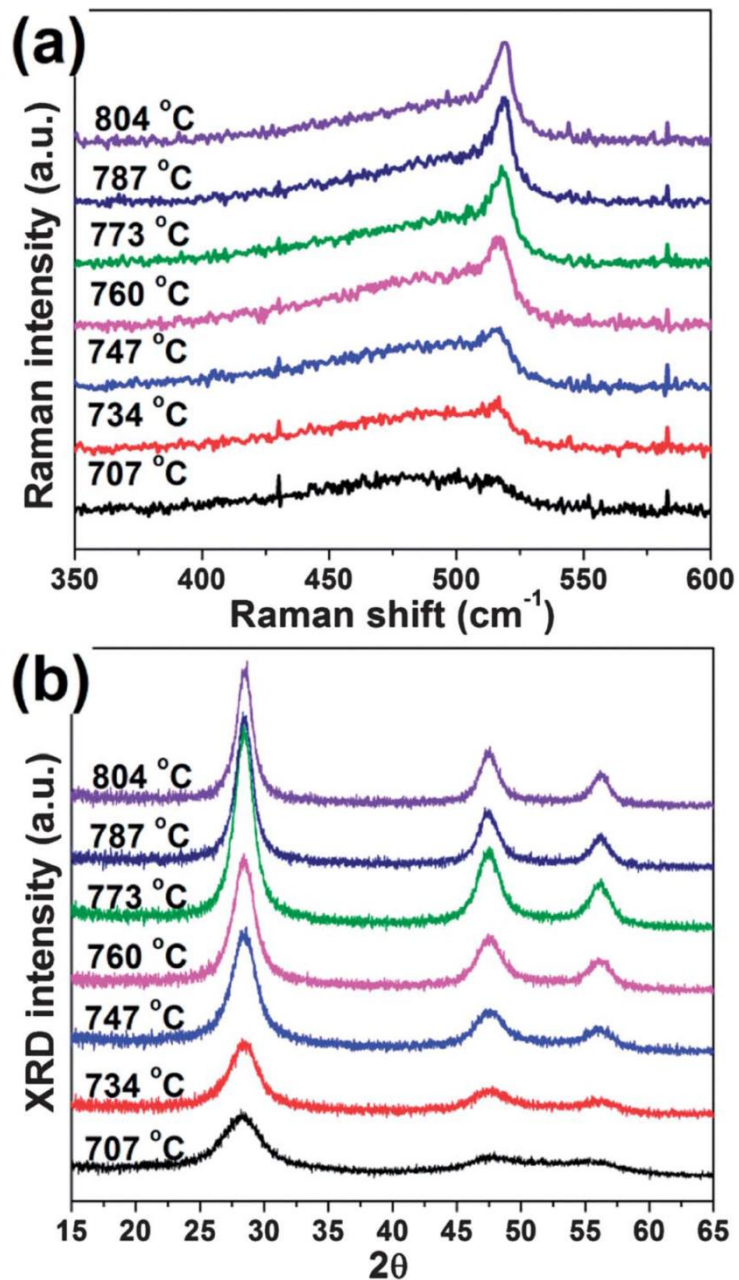 (a)
Raman intensity (a.u.)
804 °C
787 °C
773 °C
760 °C
747 °C
734 °C
707 °C
350 400 450 500 550 600
Raman shift (cm⁻¹)
(b)
XRD intensity (a.u.)
804 °C
787 °C
773 °C
760 °C
747 °C
734 °C
707 °C
15 20 25 30 35 40 45 50 55 60 65
2θ